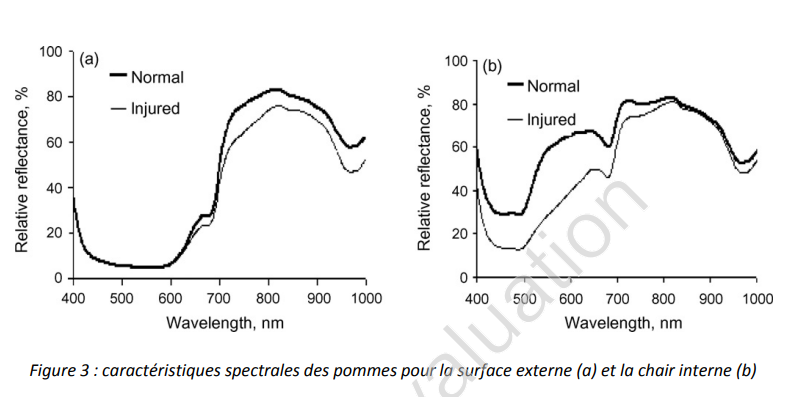 (a)
Normal
Injured
Relative reflectance, %
100
80
60
40
20
0
400 500 600 700 800 900 1000
Wavelength, nm
(b)
Normal
Injured
Relative reflectance, %
100
80
60
40
20
0
400 500 600 700 800 900 1000
Wavelength, nm
Figure 3 : caractéristiques spectrales des pommes pour la surface externe (a) et la chair interne (b)
valuation